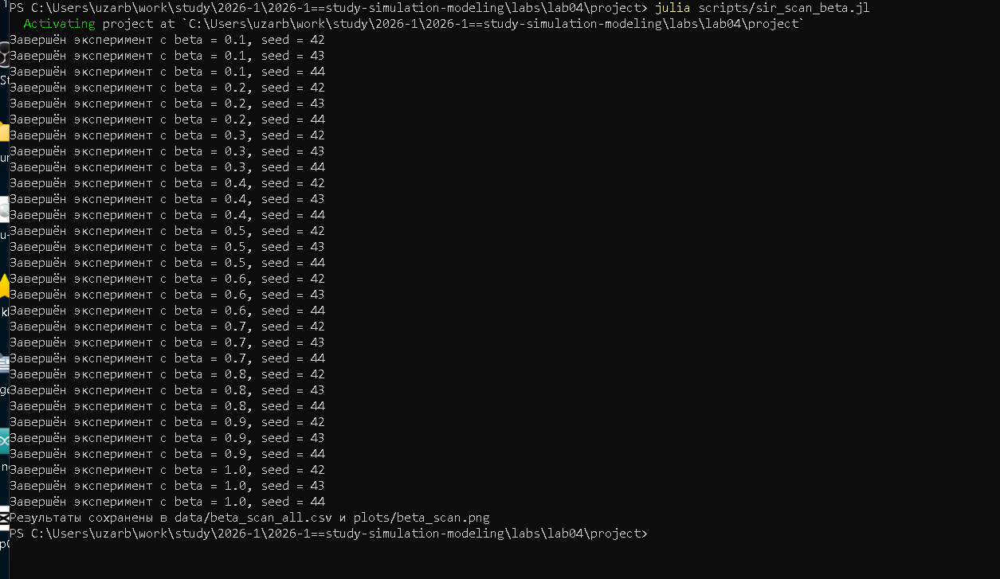 PS C:\Users\uzarb\work\study\2026-1\2026-1==study-simulation-modeling\labs\lab04\project> julia scripts/sir_scan_beta.jl
Activating project at `C:\Users\uzarb\work\study\2026-1\2026-1==study-simulation-modeling\labs\lab04\project`
Завершён эксперимент с beta = 0.1, seed = 42
Завершён эксперимент с beta = 0.1, seed = 43
Завершён эксперимент с beta = 0.1, seed = 44
Завершён эксперимент с beta = 0.2, seed = 42
Завершён эксперимент с beta = 0.2, seed = 43
Завершён эксперимент с beta = 0.2, seed = 44
Завершён эксперимент с beta = 0.3, seed = 42
Завершён эксперимент с beta = 0.3, seed = 43
Завершён эксперимент с beta = 0.3, seed = 44
Завершён эксперимент с beta = 0.4, seed = 42
Завершён эксперимент с beta = 0.4, seed = 43
Завершён эксперимент с beta = 0.4, seed = 44
Завершён эксперимент с beta = 0.5, seed = 42
Завершён эксперимент с beta = 0.5, seed = 43
Завершён эксперимент с beta = 0.5, seed = 44
Завершён эксперимент с beta = 0.6, seed = 42
Завершён эксперимент с beta = 0.6, seed = 43
Завершён эксперимент с beta = 0.6, seed = 44
Завершён эксперимент с beta = 0.7, seed = 42
Завершён эксперимент с beta = 0.7, seed = 43
Завершён эксперимент с beta = 0.7, seed = 44
Завершён эксперимент с beta = 0.8, seed = 42
Завершён эксперимент с beta = 0.8, seed = 43
Завершён эксперимент с beta = 0.8, seed = 44
Завершён эксперимент с beta = 0.9, seed = 42
Завершён эксперимент с beta = 0.9, seed = 43
Завершён эксперимент с beta = 0.9, seed = 44
Завершён эксперимент с beta = 1.0, seed = 42
Завершён эксперимент с beta = 1.0, seed = 43
Завершён эксперимент с beta = 1.0, seed = 44
Результаты сохранены в data/beta_scan_all.csv и plots/beta_scan.png
PS C:\Users\uzarb\work\study\2026-1\2026-1==study-simulation-modeling\labs\lab04\project>